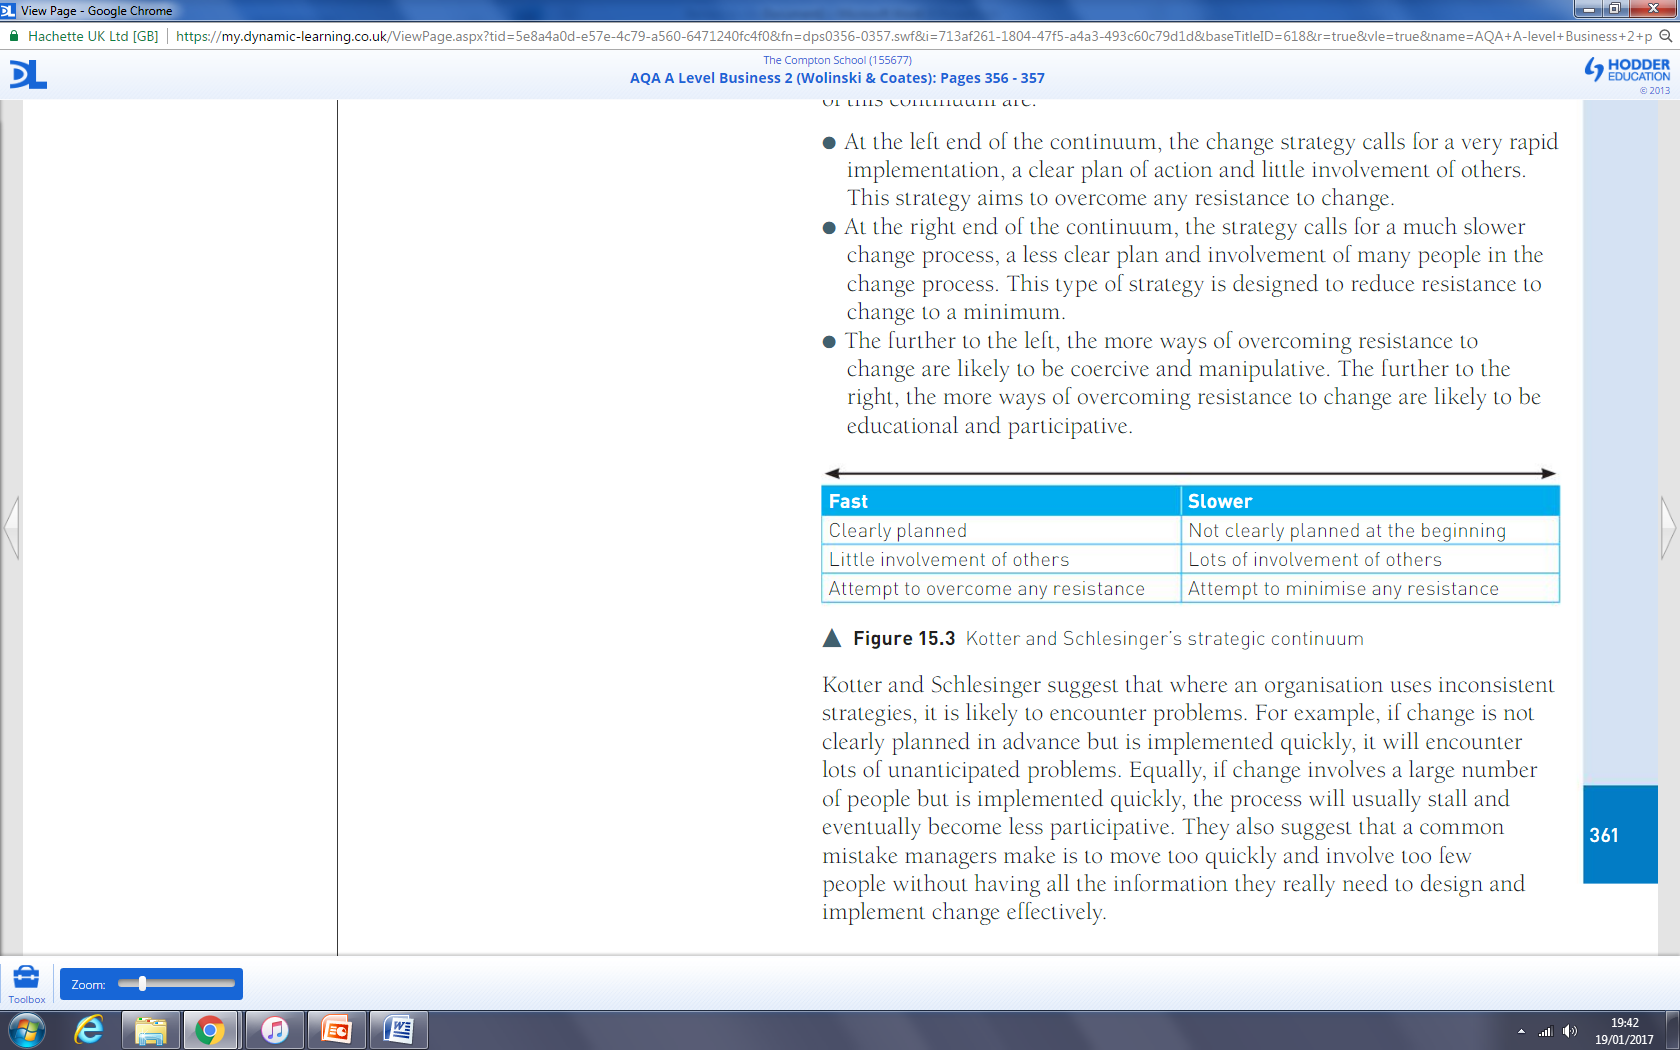 View Page - Google Chrome
Hachette UK Ltd [GB] | https://my.dynamic-learning.co.uk/ViewPage.aspx?tid=5e8a4a0d-e57e-4c79-a560-6471240fc4f0&fn=dps0356-0357.swf&i=713af261-1804-47f5-a4a3-493c60c79d1d&baseTitleID=618&r=true&vle=true&name=AQA+A-level+Business+2+p
DL
The Compton School (155677)
AQA A Level Business 2 (Wolinski & Coates): Pages 356 - 357
HODDER
EDUCATION
© 2013
of this continuum are:
● At the left end of the continuum, the change strategy calls for a very rapid
implementation, a clear plan of action and little involvement of others.
This strategy aims to overcome any resistance to change.
● At the right end of the continuum, the strategy calls for a much slower
change process, a less clear plan and involvement of many people in the
change process. This type of strategy is designed to reduce resistance to
change to a minimum.
● The further to the left, the more ways of overcoming resistance to
change are likely to be coercive and manipulative. The further to the
right, the more ways of overcoming resistance to change are likely to be
educational and participative.
Fast Slower
Clearly planned Not clearly planned at the beginning
Little involvement of others Lots of involvement of others
Attempt to overcome any resistance Attempt to minimise any resistance
▲ Figure 15.3 Kotter and Schlesinger's strategic continuum
Kotter and Schlesinger suggest that where an organisation uses inconsistent
strategies, it is likely to encounter problems. For example, if change is not
clearly planned in advance but is implemented quickly, it will encounter
lots of unanticipated problems. Equally, if change involves a large number
of people but is implemented quickly, the process will usually stall and
eventually become less participative. They also suggest that a common
mistake managers make is to move too quickly and involve too few
people without having all the information they really need to design and
implement change effectively.
361
Toolbox
Zoom:
19:42
19/01/2017